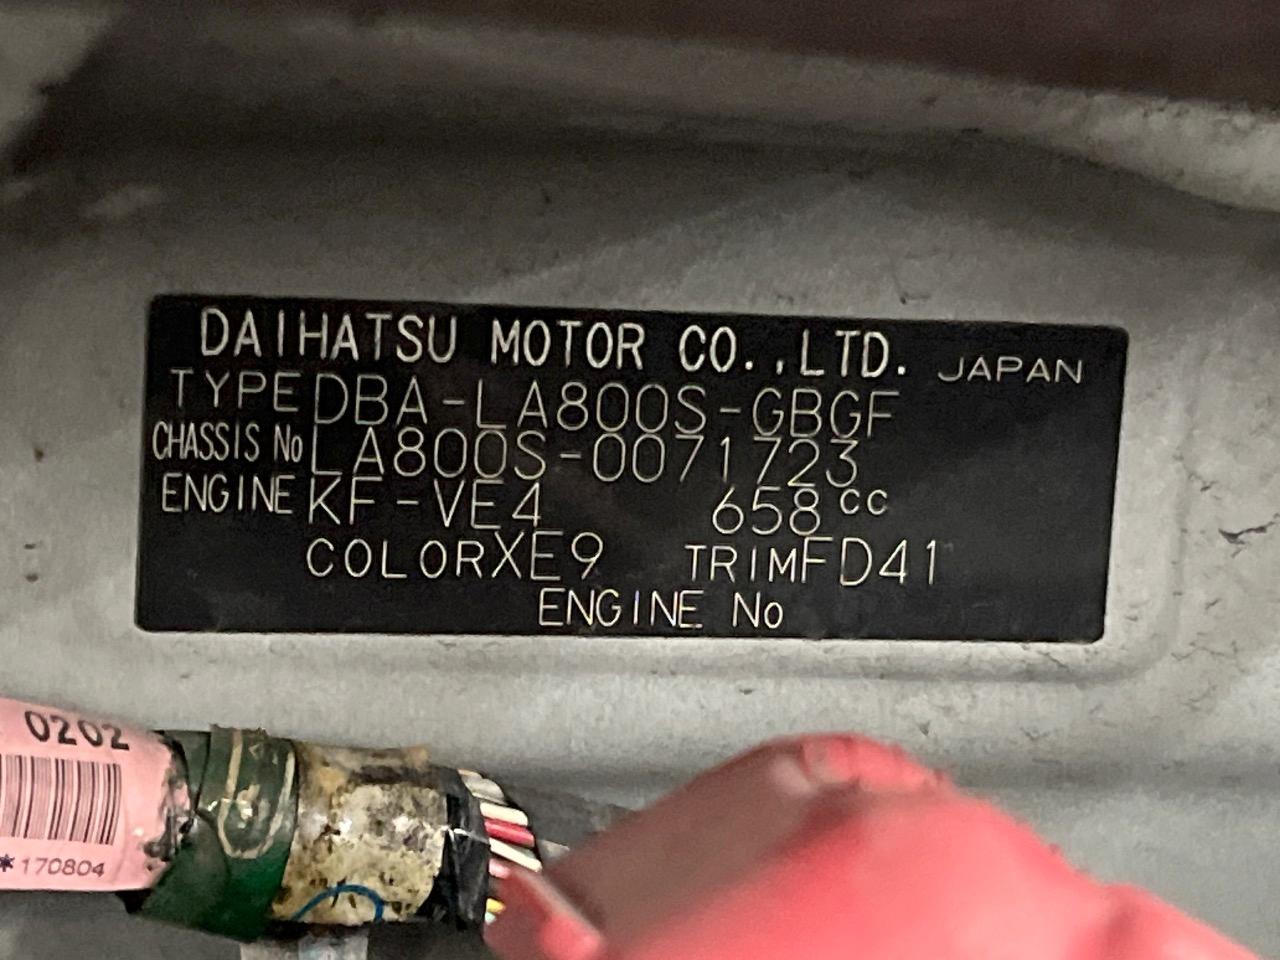 DAIHATSU MOTOR CO.,LTD. JAPAN
TYPE DBA-LA800S-GBGF
CHASSIS No LA800S-0071723
ENGINE KF-VE4 658cc
COLOR XE9 TRIM FD41
ENGINE No
0202
*170804